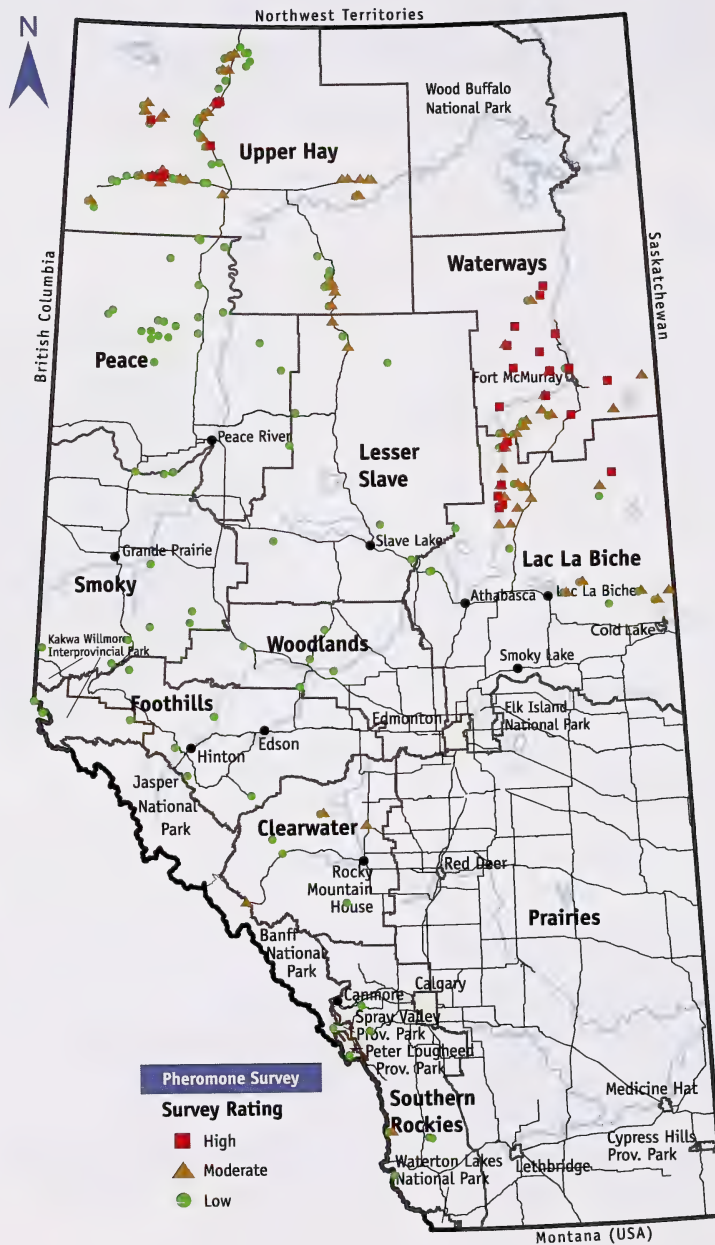 Northwest Territories
N
Wood Buffalo
National Park
Upper Hay
British Columbia
Saskatchewan
Waterways
Peace
Fort McMurray
Peace River
Lesser
Slave
Slave Lake
Grande Prairie
Lac La Biche
Smoky
Athabasca
Lac La Biche
Cold Lake
Kakwa Willmore
Interprovincial Park
Woodlands
Smoky Lake
Foothills
Edmonton
Elk Island
National Park
Edson
Hinton
Jasper
National
Park
Clearwater
Rocky
Mountain
House
Red Deer
Prairies
Banff
National
Park
Calgary
Canmore
Spray Valley
Prov. Park
Peter Lougheed
Prov. Park
Pheromone Survey
Survey Rating
High
Moderate
Low
Southern
Rockies
Medicine Hat
Cypress Hills
Prov. Park
Waterton Lakes
National Park
Lethbridge
Montana (USA)